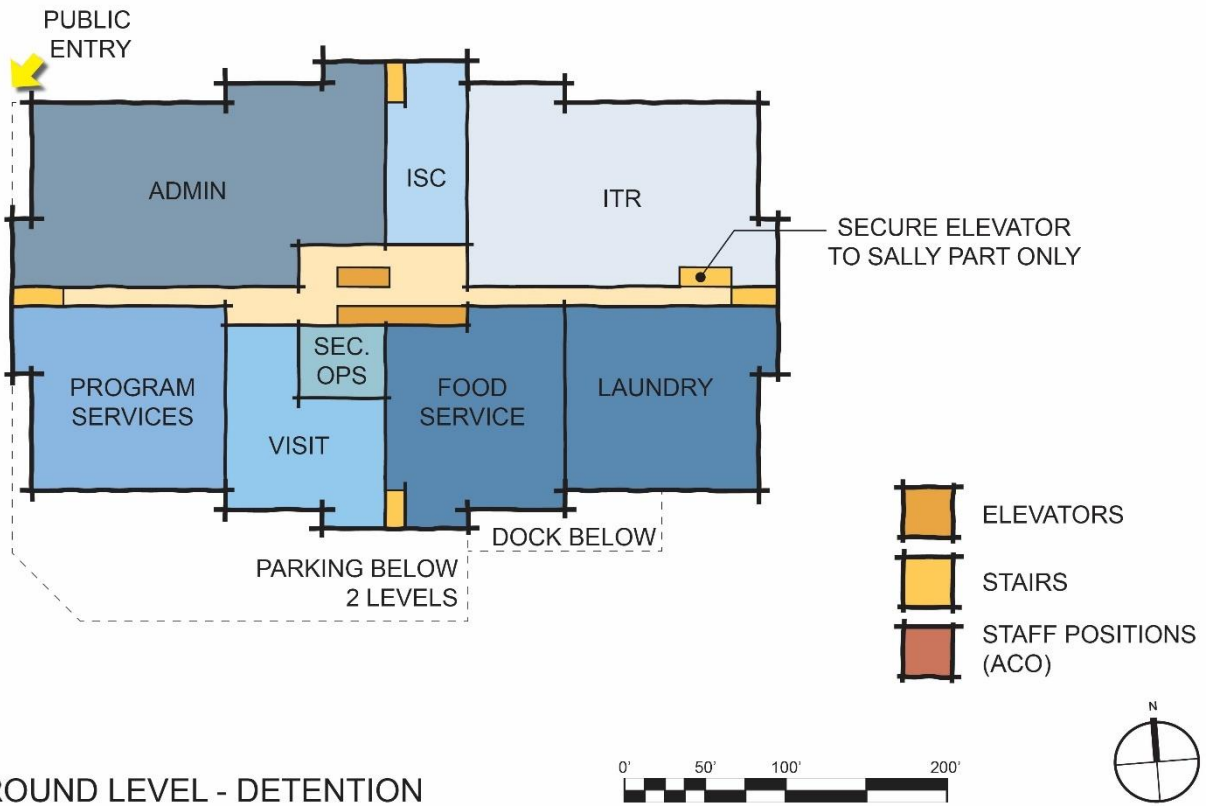 PUBLIC
ENTRY
ADMIN
ISC
ITR
SECURE ELEVATOR
TO SALLY PART ONLY
PROGRAM
SERVICES
SEC.
OPS
VISIT
FOOD
SERVICE
LAUNDRY
DOCK BELOW
PARKING BELOW
2 LEVELS
ELEVATORS
STAIRS
STAFF POSITIONS
(ACO)
N
0' 50' 100' 200'
ROUND LEVEL - DETENTION